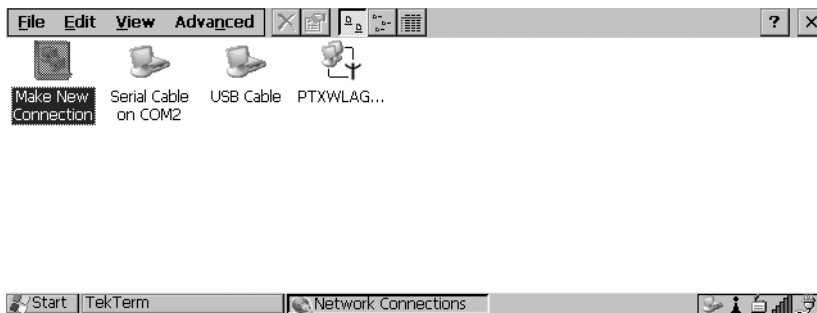 File Edit View Advanced ?
Make New Connection
Serial Cable on COM2
USB Cable
PTXWLAG...
Start TekTerm Network Connections